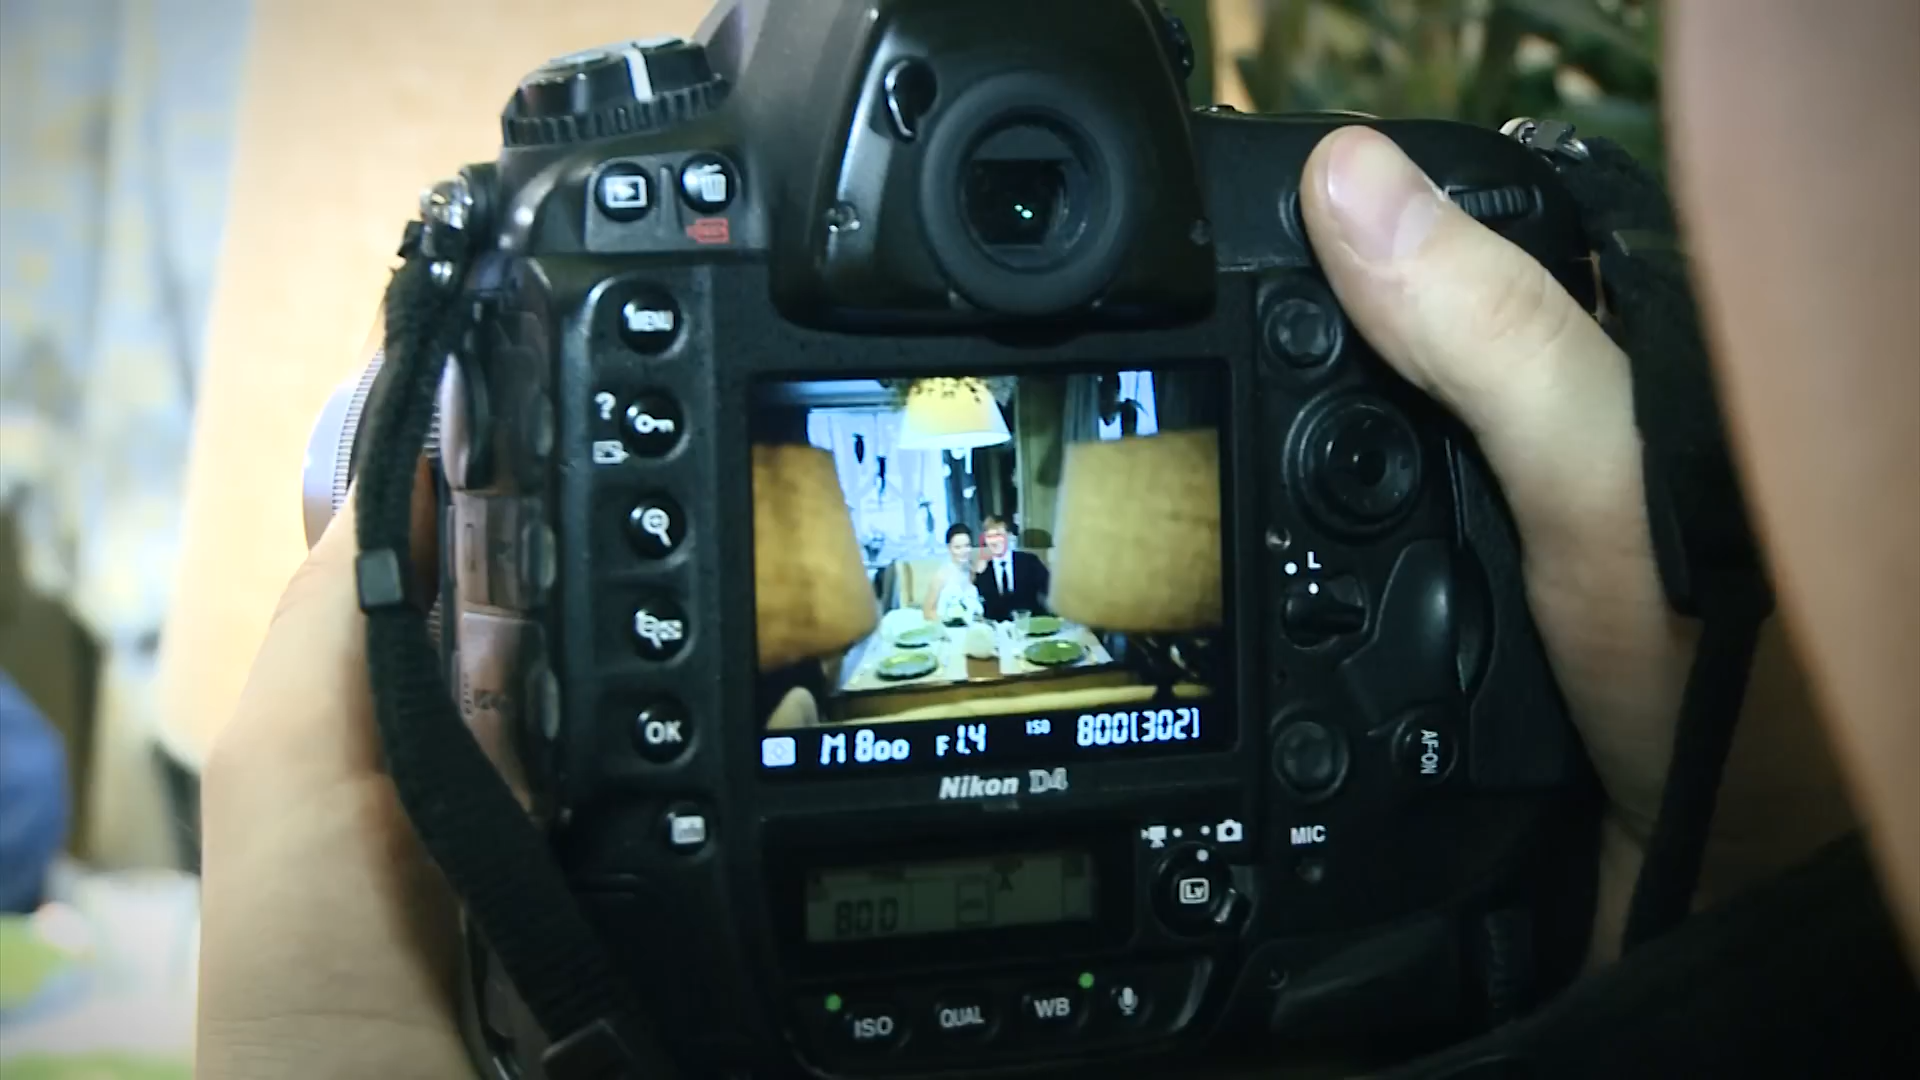 MENU
?
OK
M 800 F1.4 ISO 800[302]
Nikon D4
L
AF-ON
MIC
Lv
800
ISO QUAL WB